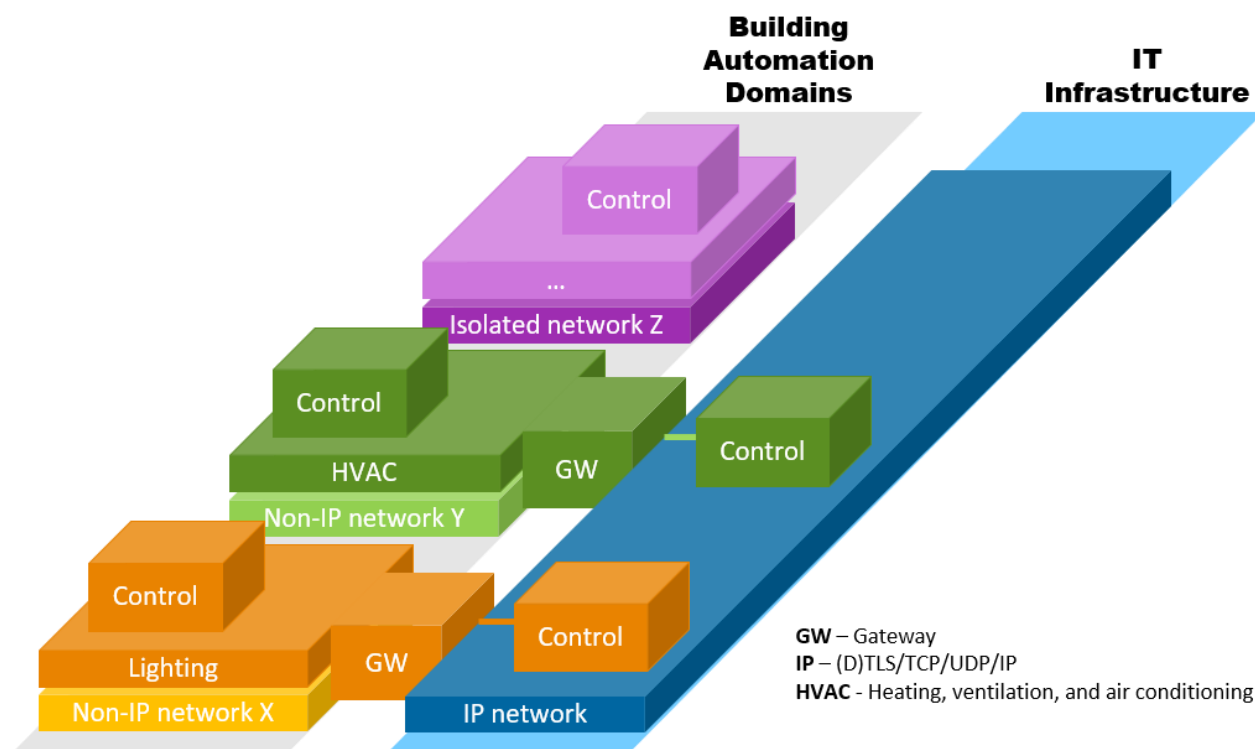 Building
Automation
Domains
IT
Infrastructure
Control
...
Isolated network Z
Control
HVAC
GW
Control
Non-IP network Y
Control
Lighting
GW
Control
Non-IP network X
IP network
GW – Gateway
IP – (D)TLS/TCP/UDP/IP
HVAC - Heating, ventilation, and air conditioning